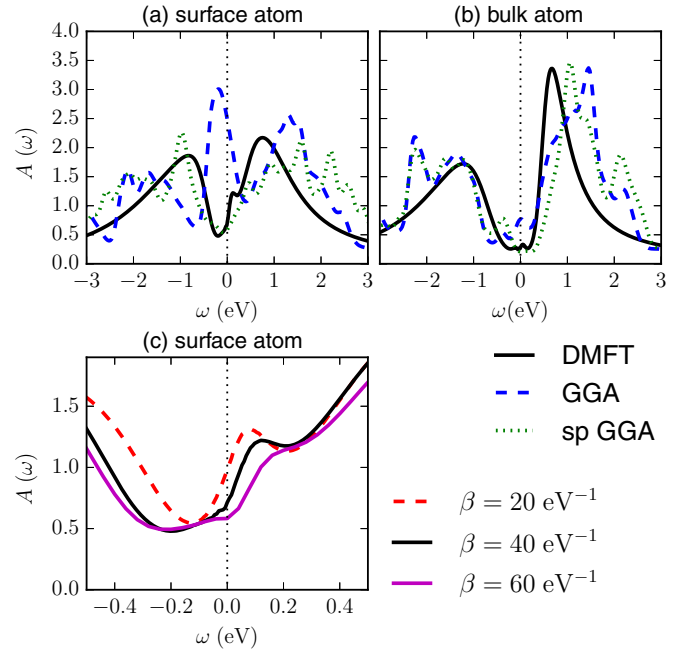 (a) surface atom
(b) bulk atom
4.0
3.5
3.0
2.5
2.0
1.5
1.0
0.5
0.0
A (ω)
−3 −2 −1 0 1 2 3
ω (eV)
−2 −1 0 1 2 3
ω(eV)
(c) surface atom
1.5
1.0
0.5
0.0
A (ω)
−0.4 −0.2 0.0 0.2 0.4
ω (eV)
DMFT
GGA
sp GGA
β = 20 eV⁻¹
β = 40 eV⁻¹
β = 60 eV⁻¹